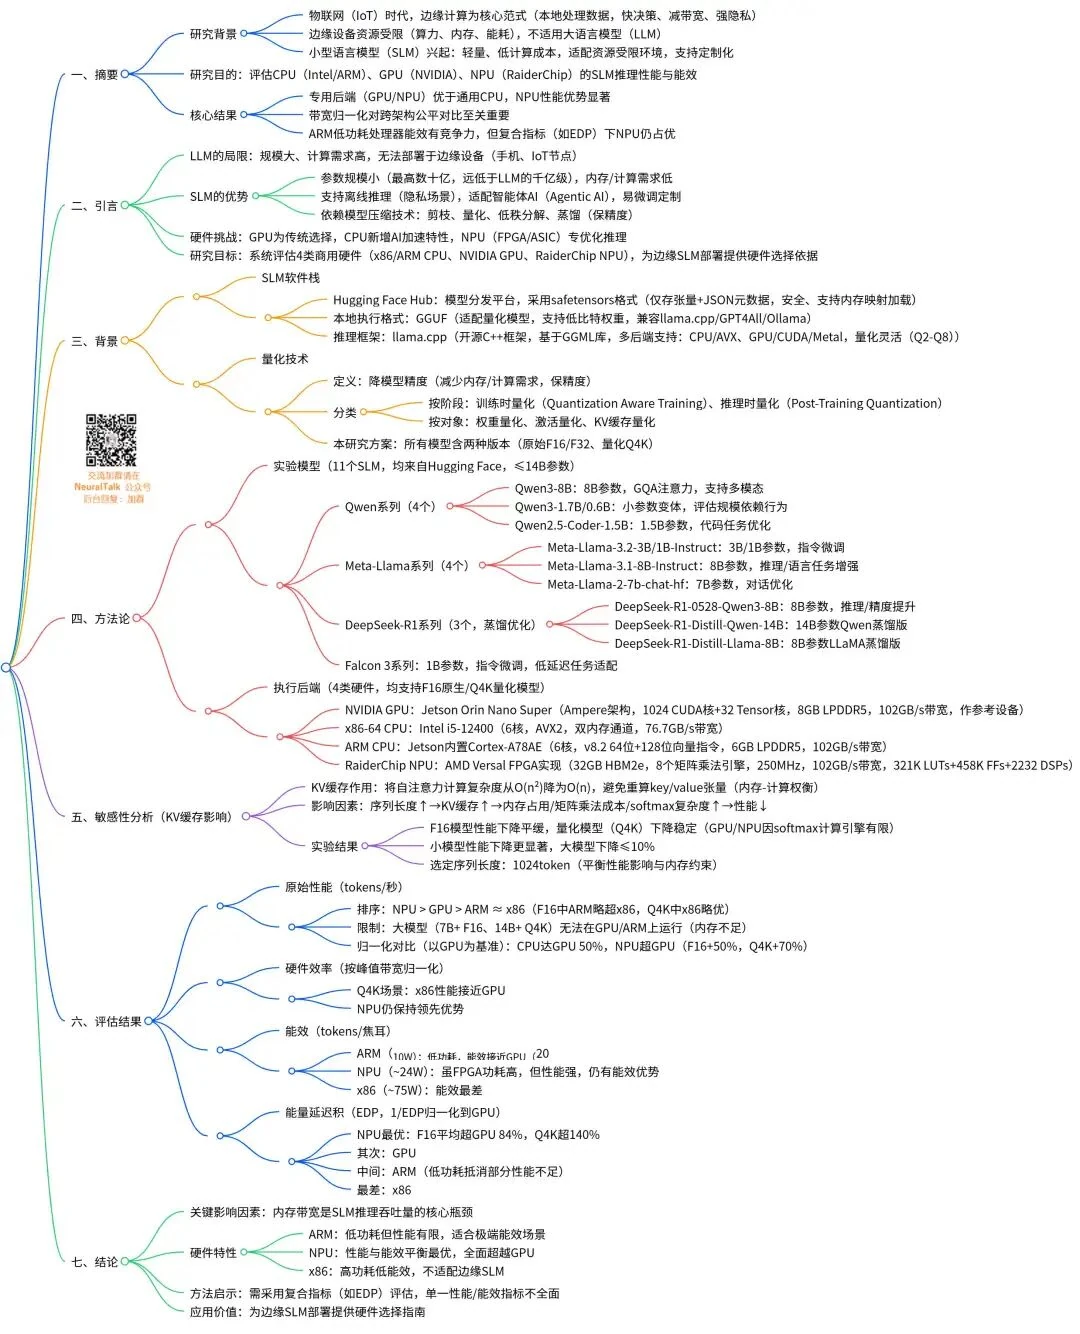 一、摘要
研究背景
物联网（IoT）时代，边缘计算为核心范式（本地处理数据，快决策、减带宽、强隐私）
边缘设备资源受限（算力、内存、能耗），不适用大语言模型（LLM）
小型语言模型（SLM）兴起：轻量、低计算成本，适配资源受限环境，支持定制化
研究目的：评估CPU（Intel/ARM）、GPU（NVIDIA）、NPU（RaiderChip）的SLM推理性能与能效
核心结果
专用后端（GPU/NPU）优于通用CPU，NPU性能优势显著
带宽归一化对跨架构公平对比至关重要
ARM低功耗处理器能效有竞争力，但复合指标（如EDP）下NPU仍占优
二、引言
LLM的局限：规模大、计算需求高，无法部署于边缘设备（手机、IoT节点）
SLM的优势
参数规模小（最高数十亿，远低于LLM的千亿级），内存/计算需求低
支持离线推理（隐私场景），适配智能体AI（Agentic AI），易微调定制
依赖模型压缩技术：剪枝、量化、低秩分解、蒸馏（保精度）
硬件挑战：GPU为传统选择，CPU新增AI加速特性，NPU（FPGA/ASIC）专优化推理
研究目标：系统评估4类商用硬件（x86/ARM CPU、NVIDIA GPU、RaiderChip NPU），为边缘SLM部署提供硬件选择依据
三、背景
SLM软件栈
Hugging Face Hub：模型分发平台，采用safetensors格式（仅存张量+JSON元数据，安全、支持内存映射加载）
本地执行格式：GGUF（适配量化模型，支持低比特权重，兼容llama.cpp/GPT4All/Ollama）
推理框架：llama.cpp（开源C++框架，基于GGML库，多后端支持：CPU/AVX、GPU/CUDA/Metal，量化灵活（Q2-Q8））
量化技术
定义：降模型精度（减少内存/计算需求，保精度）
分类
按阶段：训练时量化（Quantization Aware Training）、推理时量化（Post-Training Quantization）
按对象：权重量化、激活量化、KV缓存量化
本研究方案：所有模型含两种版本（原始F16/F32、量化Q4K）
交流加群请在
NeuralTalk 公众号
后台回复：加群
四、方法论
实验模型（11个SLM，均来自Hugging Face，≤14B参数）
Qwen系列（4个）
Qwen3-8B：8B参数，GQA注意力，支持多模态
Qwen3-1.7B/0.6B：小参数变体，评估规模依赖行为
Qwen2.5-Coder-1.5B：1.5B参数，代码任务优化
Meta-Llama系列（4个）
Meta-Llama-3.2-3B/1B-Instruct：3B/1B参数，指令微调
Meta-Llama-3.1-8B-Instruct：8B参数，推理/语言任务增强
Meta-Llama-2-7b-chat-hf：7B参数，对话优化
DeepSeek-R1系列（3个，蒸馏优化）
DeepSeek-R1-0528-Qwen3-8B：8B参数，推理/精度提升
DeepSeek-R1-Distill-Qwen-14B：14B参数Qwen蒸馏版
DeepSeek-R1-Distill-Llama-8B：8B参数LLaMA蒸馏版
Falcon 3系列：1B参数，指令微调，低延迟任务适配
执行后端（4类硬件，均支持F16原生/Q4K量化模型）
NVIDIA GPU：Jetson Orin Nano Super（Ampere架构，1024 CUDA核+32 Tensor核，8GB LPDDR5，102GB/s带宽，作参考设备）
x86-64 CPU：Intel i5-12400（6核，AVX2，双内存通道，76.7GB/s带宽）
ARM CPU：Jetson内置Cortex-A78AE（6核，v8.2 64位+128位向量指令，6GB LPDDR5，102GB/s带宽）
RaiderChip NPU：AMD Versal FPGA实现（32GB HBM2e，8个矩阵乘法引擎，250MHz，102GB/s带宽，321K LUTs+458K FFs+2232 DSPs）
五、敏感性分析（KV缓存影响）
KV缓存作用：将自注意力计算复杂度从O(n²)降为O(n)，避免重算key/value张量（内存-计算权衡）
影响因素：序列长度↑→KV缓存↑→内存占用/矩阵乘法成本/softmax复杂度↑→性能↓
实验结果
F16模型性能下降平缓，量化模型（Q4K）下降稳定（GPU/NPU因softmax计算引擎有限）
小模型性能下降更显著，大模型下降≤10%
选定序列长度：1024token（平衡性能影响与内存约束）
六、评估结果
原始性能（tokens/秒）
排序：NPU > GPU > ARM ≈ x86（F16中ARM略超x86，Q4K中x86略优）
限制：大模型（7B+ F16、14B+ Q4K）无法在GPU/ARM上运行（内存不足）
归一化对比（以GPU为基准）：CPU达GPU 50%，NPU超GPU（F16+50%，Q4K+70%）
硬件效率（按峰值带宽归一化）
Q4K场景：x86性能接近GPU
NPU仍保持领先优势
能效（tokens/焦耳）
ARM（10W）：低功耗，能效接近GPU（20
NPU（~24W）：虽FPGA功耗高，但性能强，仍有能效优势
x86（~75W）：能效最差
能量延迟积（EDP，1/EDP归一化到GPU）
NPU最优：F16平均超GPU 84%，Q4K超140%
其次：GPU
中间：ARM（低功耗抵消部分性能不足）
最差：x86
七、结论
关键影响因素：内存带宽是SLM推理吞吐量的核心瓶颈
硬件特性
ARM：低功耗但性能有限，适合极端能效场景
NPU：性能与能效平衡最优，全面超越GPU
x86：高功耗低能效，不适配边缘SLM
方法启示：需采用复合指标（如EDP）评估，单一性能/能效指标不全面
应用价值：为边缘SLM部署提供硬件选择指南